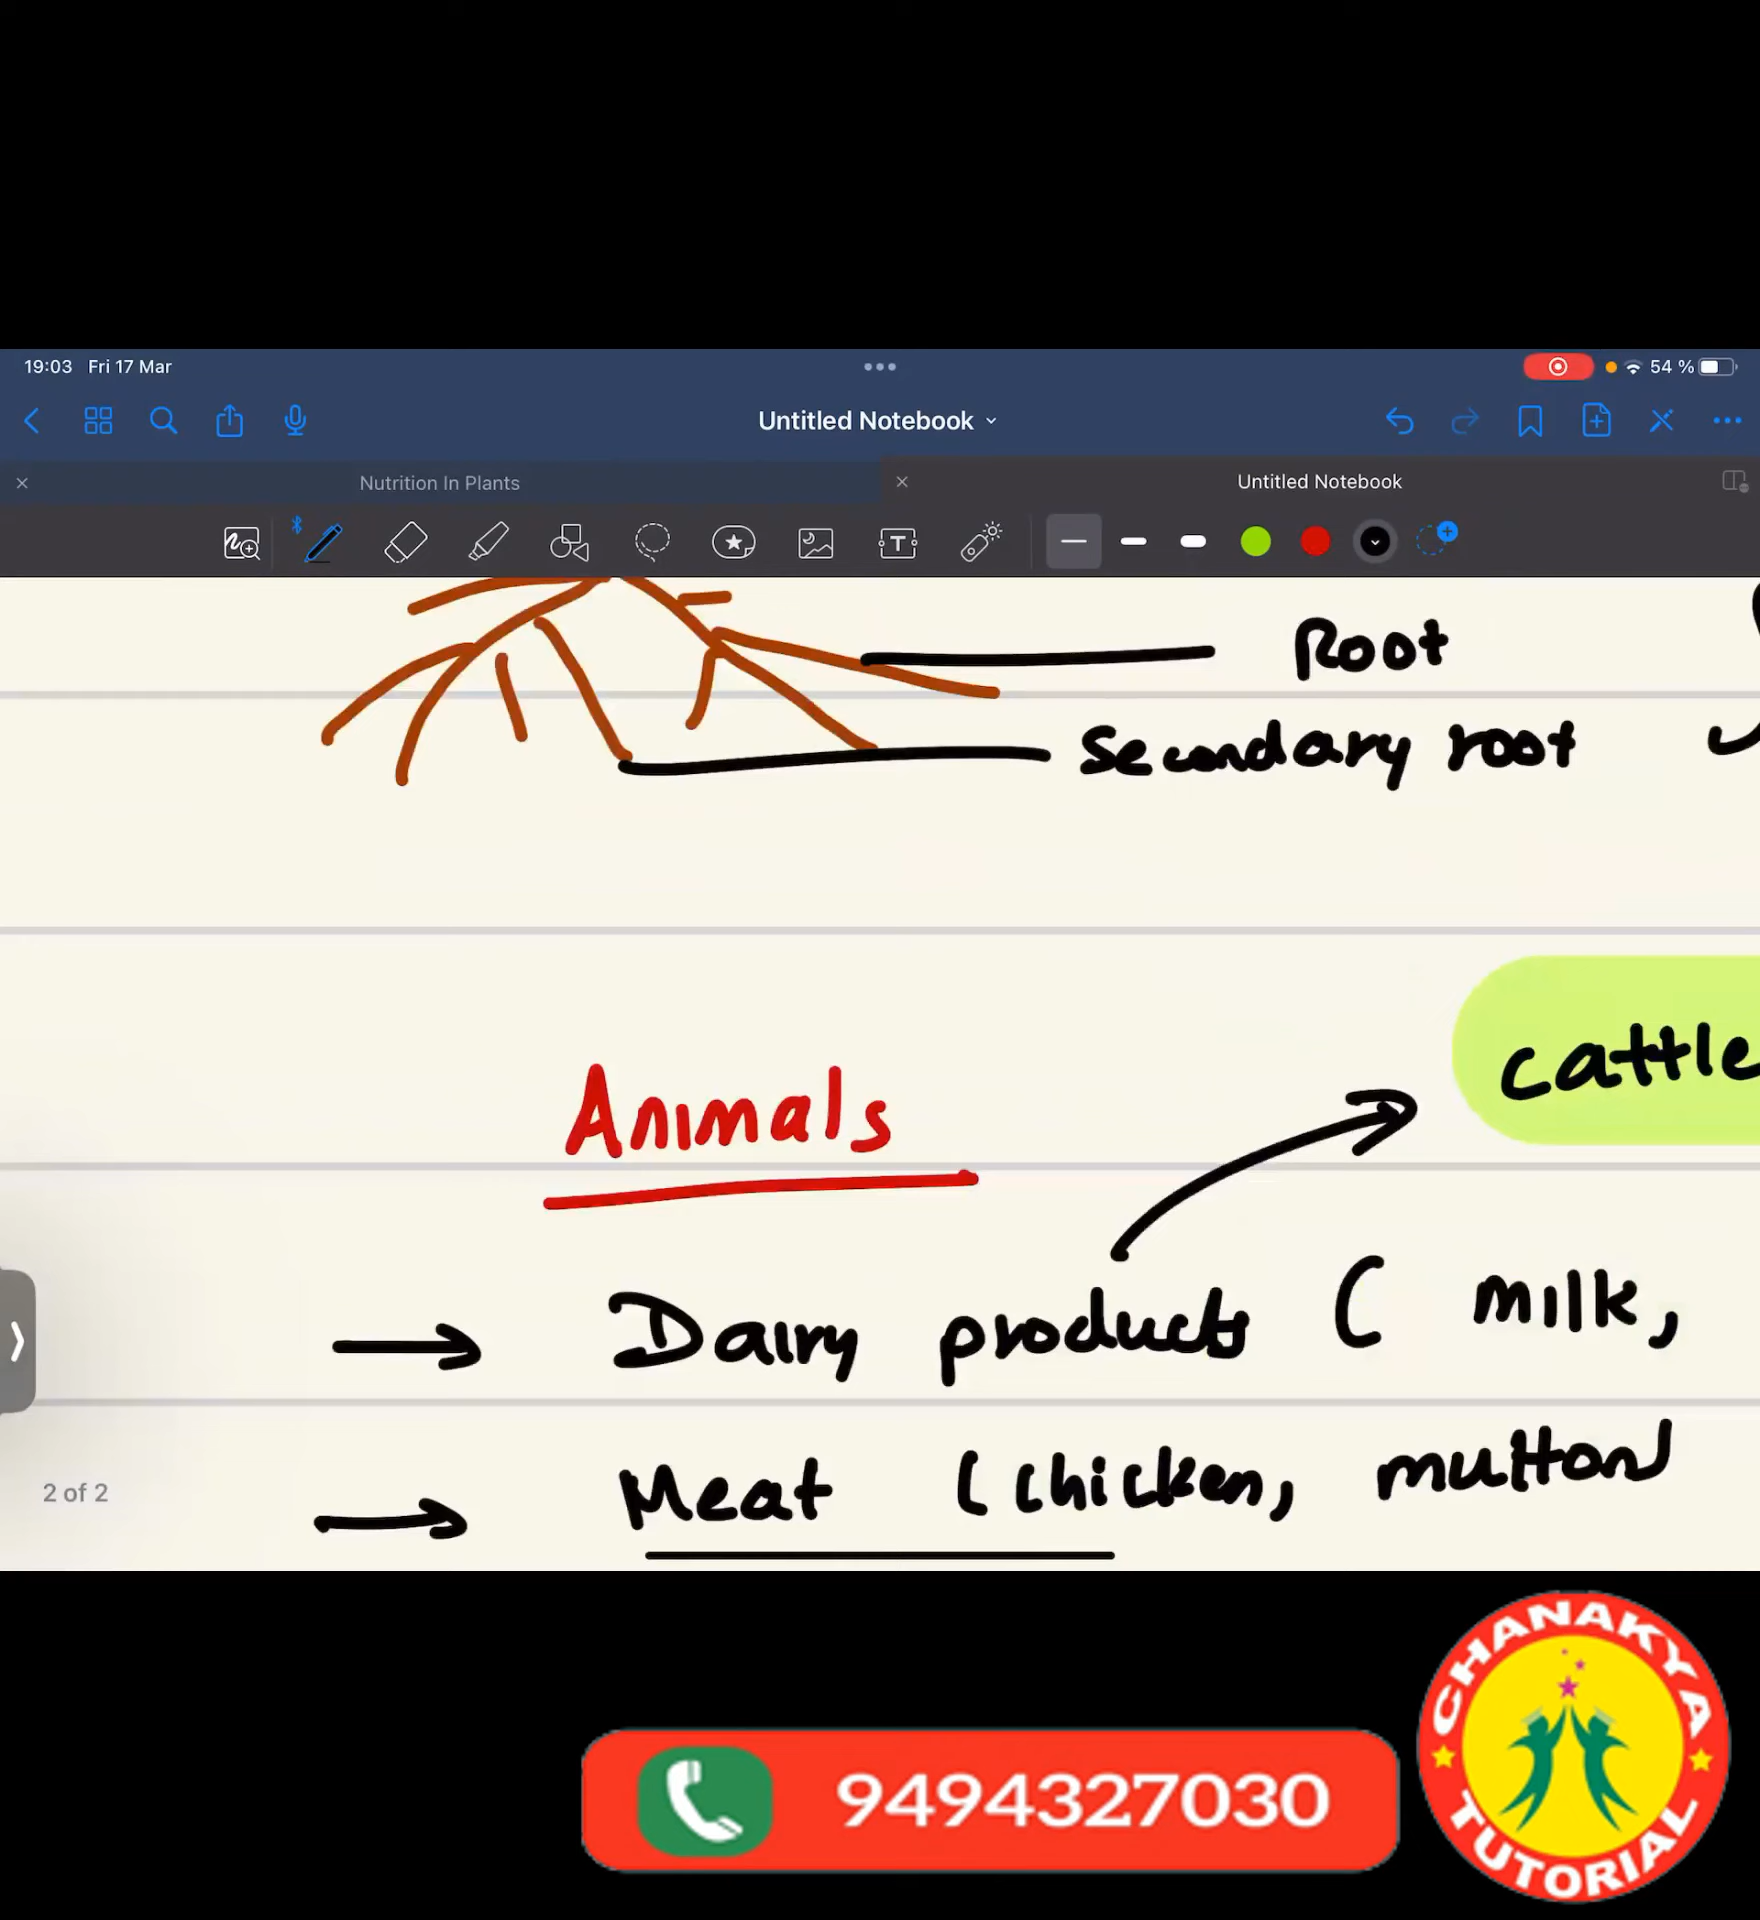 19:03 Fri 17 Mar
54 %
Untitled Notebook
Nutrition In Plants
Untitled Notebook
T
Root
Secondary root
cattle
Animals
Dairy products ( milk,
Meat (chicken, mutton)
2 of 2
CHANAKYA
9494327030
TUTORIAL